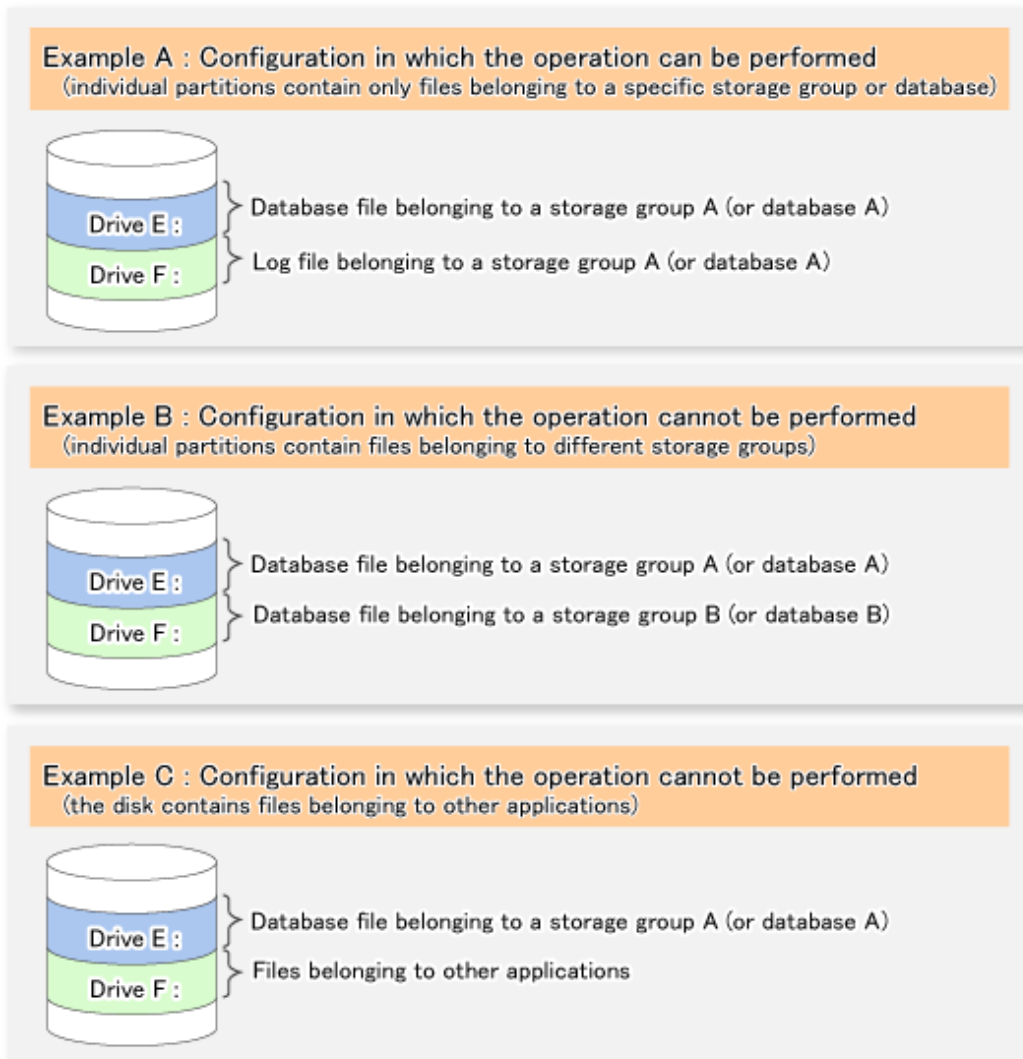 Example A : Configuration in which the operation can be performed
(individual partitions contain only files belonging to a specific storage group or database)
Drive E :
Database file belonging to a storage group A (or database A)
Drive F :
Log file belonging to a storage group A (or database A)
Example B : Configuration in which the operation cannot be performed
(individual partitions contain files belonging to different storage groups)
Drive E :
Database file belonging to a storage group A (or database A)
Drive F :
Database file belonging to a storage group B (or database B)
Example C : Configuration in which the operation cannot be performed
(the disk contains files belonging to other applications)
Drive E :
Database file belonging to a storage group A (or database A)
Drive F :
Files belonging to other applications